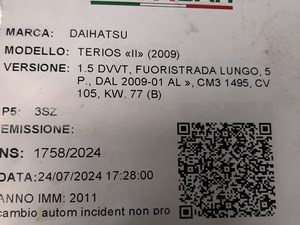 MARCA: DAIHATSU
MODELLO: TERIOS «II» (2009)
VERSIONE: 1.5 DVVT, FUORISTRADA LUNGO, 5
P., DAL 2009-01 AL », CM3 1495, CV
105, KW. 77 (B)
P5: 3SZ
EMISSIONE:
NS: 1758/2024
DATA: 24/07/2024 17:28:00
ANNO IMM: 2011
cambio autom incident non pro